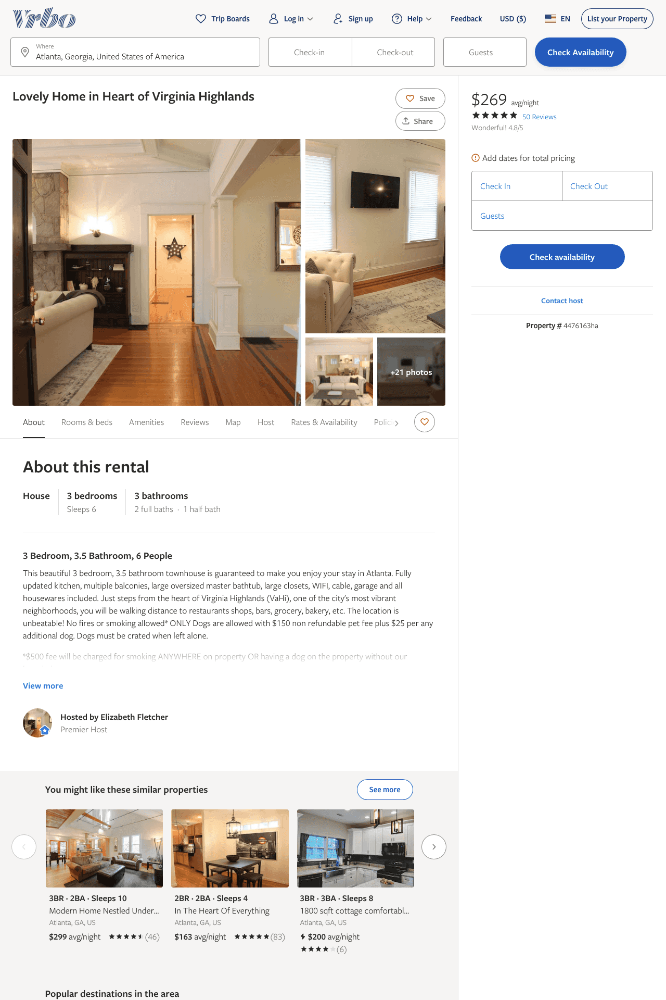 Vrbo
Trip Boards
Log in
Sign up
Help
Feedback
USD ($)
EN
List your Property
Where
Atlanta, Georgia, United States of America
Check-in
Check-out
Guests
Check Availability
Lovely Home in Heart of Virginia Highlands
Save
Share
$269 avg/night
50 Reviews
Wonderful! 4.8/5
Add dates for total pricing
Check In
Check Out
Guests
Check availability
Contact host
Property # 4476163ha
+21 photos
About
Rooms & beds
Amenities
Reviews
Map
Host
Rates & Availability
About this rental
House
3 bedrooms
Sleeps 6
3 bathrooms
2 full baths · 1 half bath
3 Bedroom, 3.5 Bathroom, 6 People
This beautiful 3 bedroom, 3.5 bathroom townhouse is guaranteed to make you enjoy your stay in Atlanta. Fully
updated kitchen, multiple balconies, large oversized master bathtub, large closets, WIFI, cable, garage and all
housewares included. Just steps from the heart of Virginia Highlands (VaHi), one of the city's most vibrant
neighborhoods, you will be walking distance to restaurants shops, bars, grocery, bakery, etc. The location is
unbeatable! No fires or smoking allowed* ONLY Dogs are allowed with $150 non refundable pet fee plus $25 per any
additional dog. Dogs must be crated when left alone.
*$500 fee will be charged for smoking ANYWHERE on property OR having a dog on the property without our
View more
Hosted by Elizabeth Fletcher
Premier Host
You might like these similar properties
See more
3BR · 2BA · Sleeps 10
Modern Home Nestled Under...
Atlanta, GA, US
$299 avg/night
(46)
2BR · 2BA · Sleeps 4
In The Heart Of Everything
Atlanta, GA, US
$163 avg/night
(83)
3BR · 3BA · Sleeps 8
1800 sqft cottage comfortabl...
Atlanta, GA, US
$200 avg/night
(6)
Popular destinations in the area